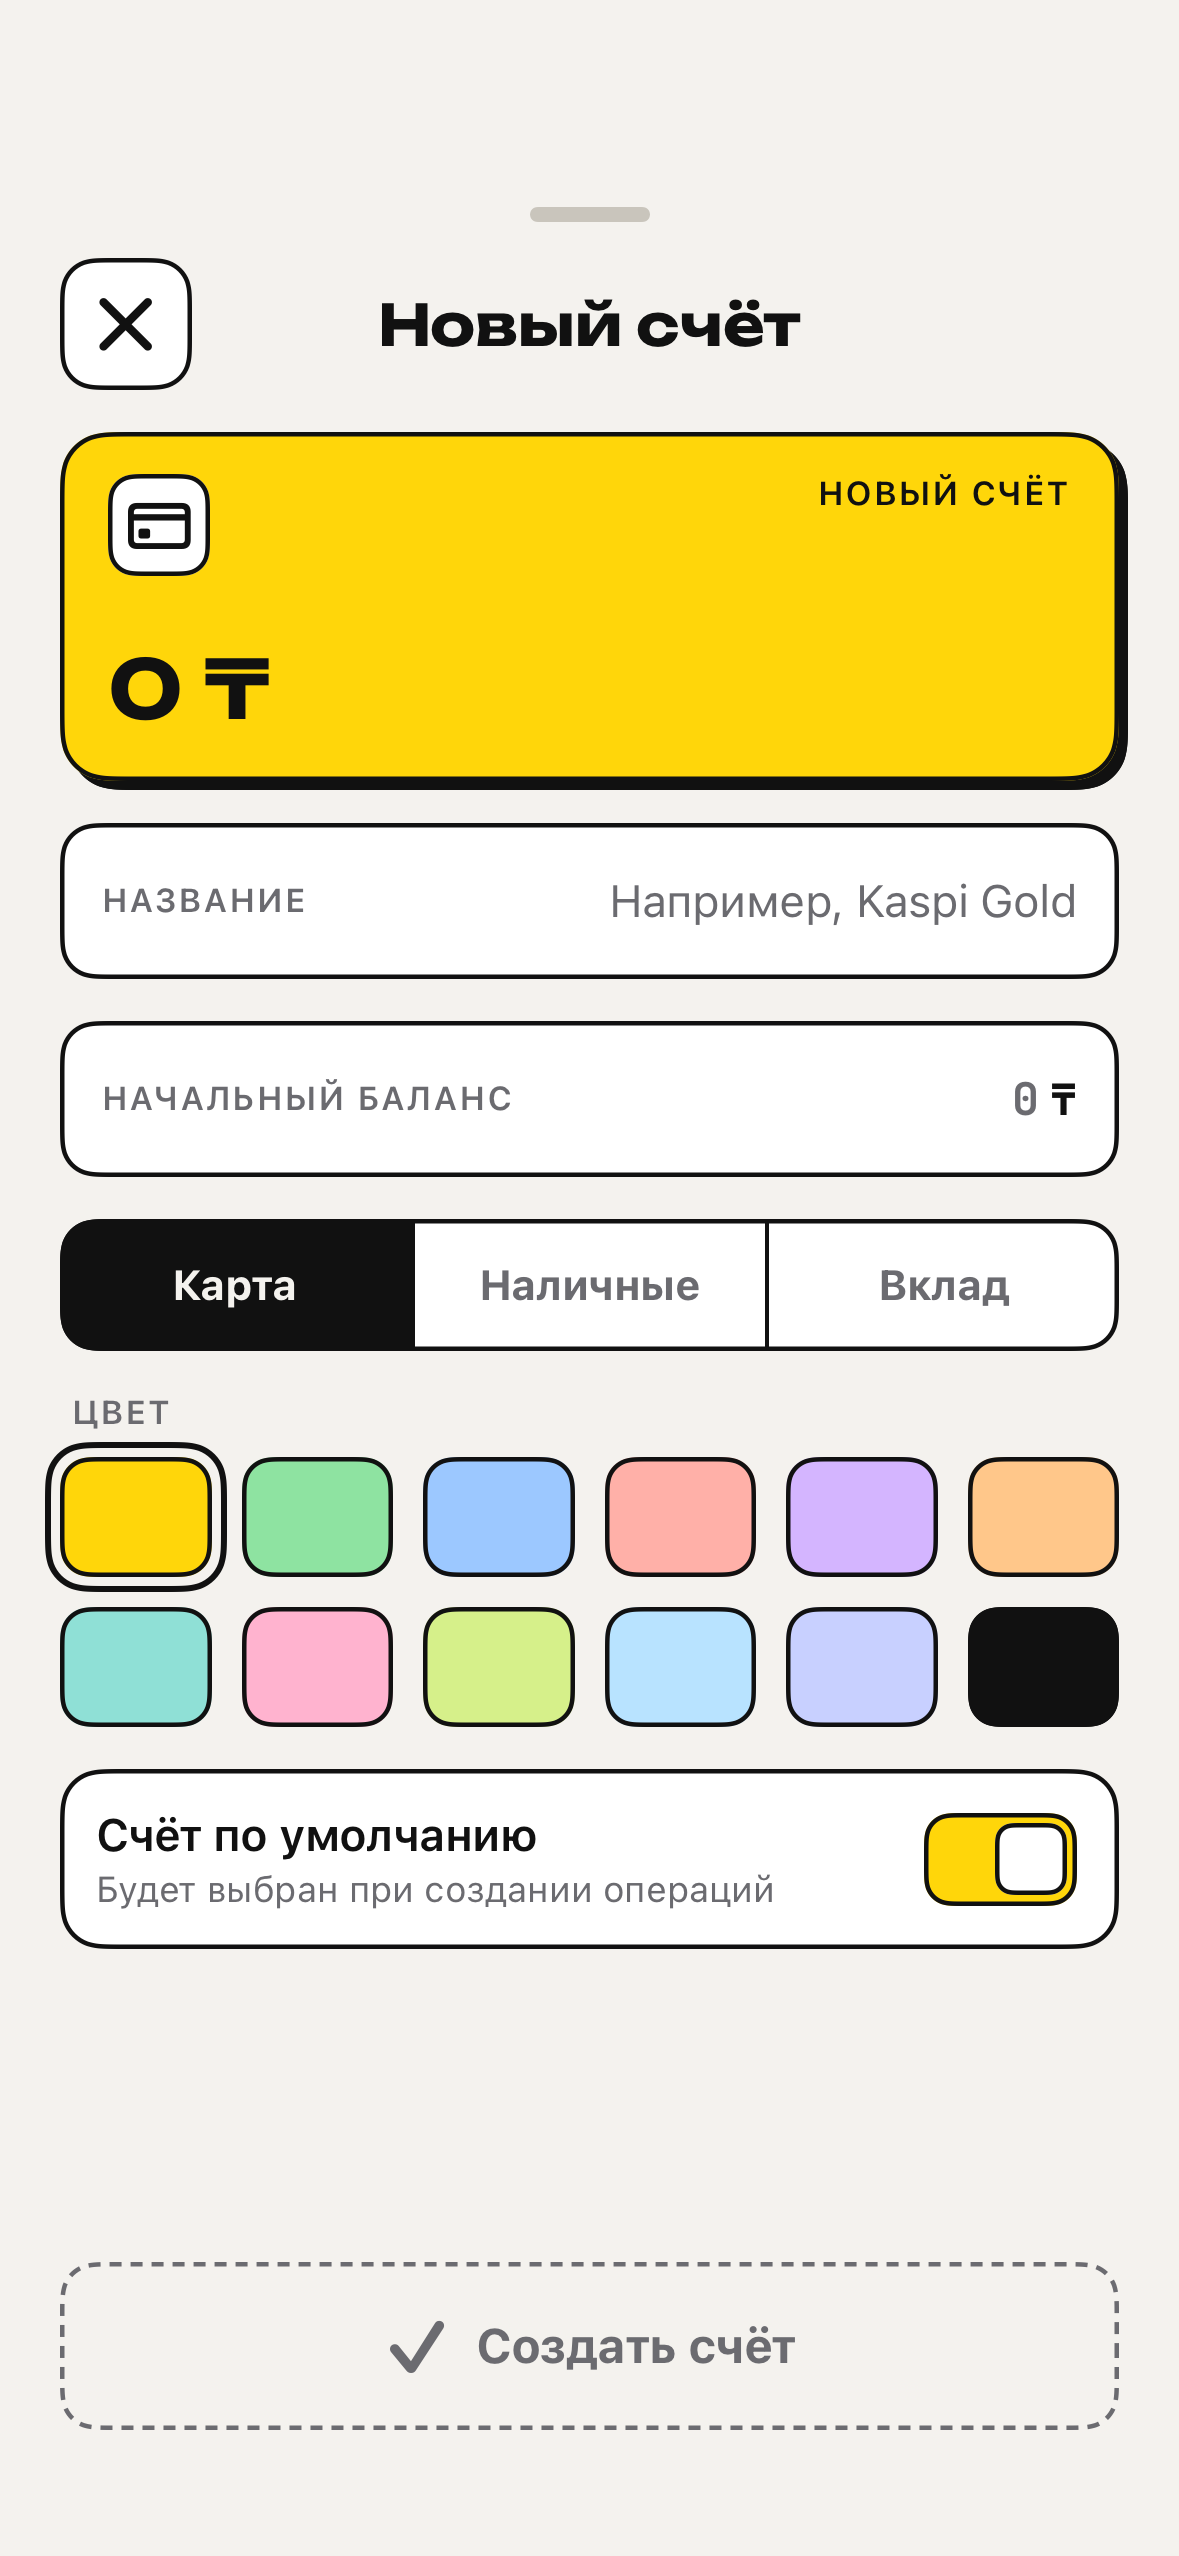 Новый счёт
НОВЫЙ СЧЁТ
0 ₸
НАЗВАНИЕ
Например, Kaspi Gold
НАЧАЛЬНЫЙ БАЛАНС
0 ₸
Карта
Наличные
Вклад
ЦВЕТ
Счёт по умолчанию
Будет выбран при создании операций
Создать счёт